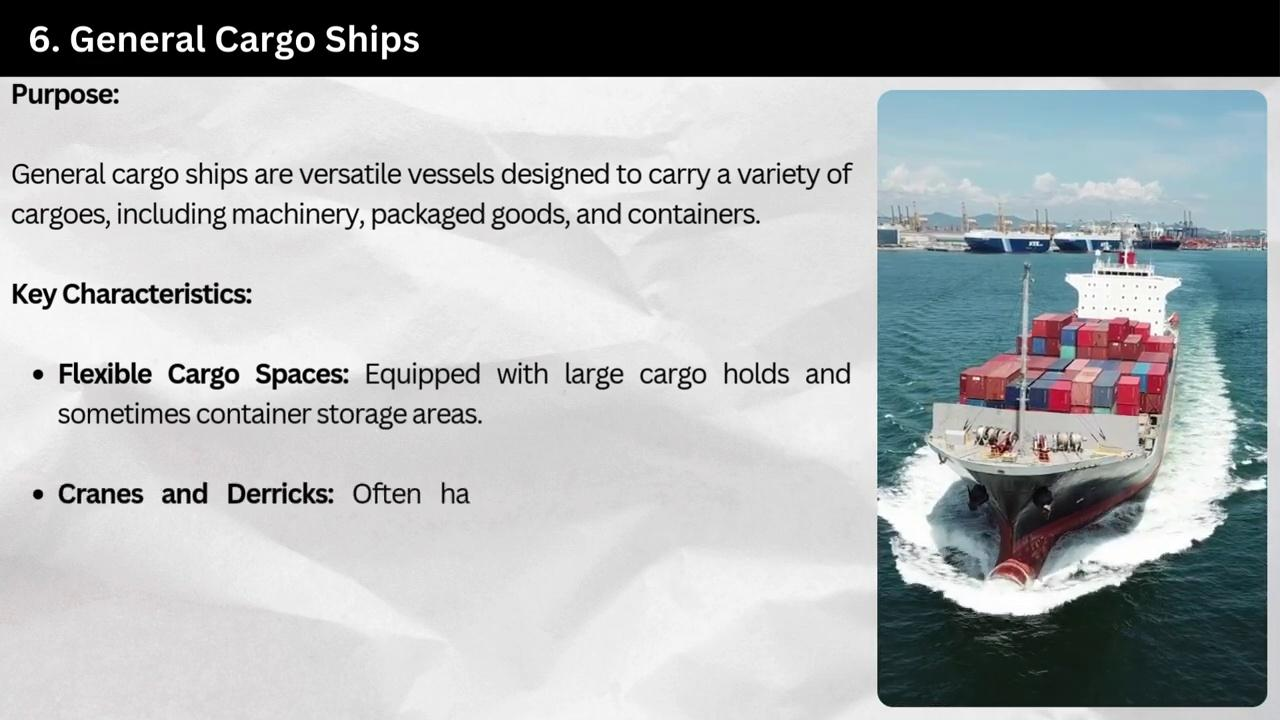 6. General Cargo Ships
Purpose:
General cargo ships are versatile vessels designed to carry a variety of
cargoes, including machinery, packaged goods, and containers.
Key Characteristics:
• Flexible Cargo Spaces: Equipped with large cargo holds and
sometimes container storage areas.
• Cranes and Derricks: Often ha